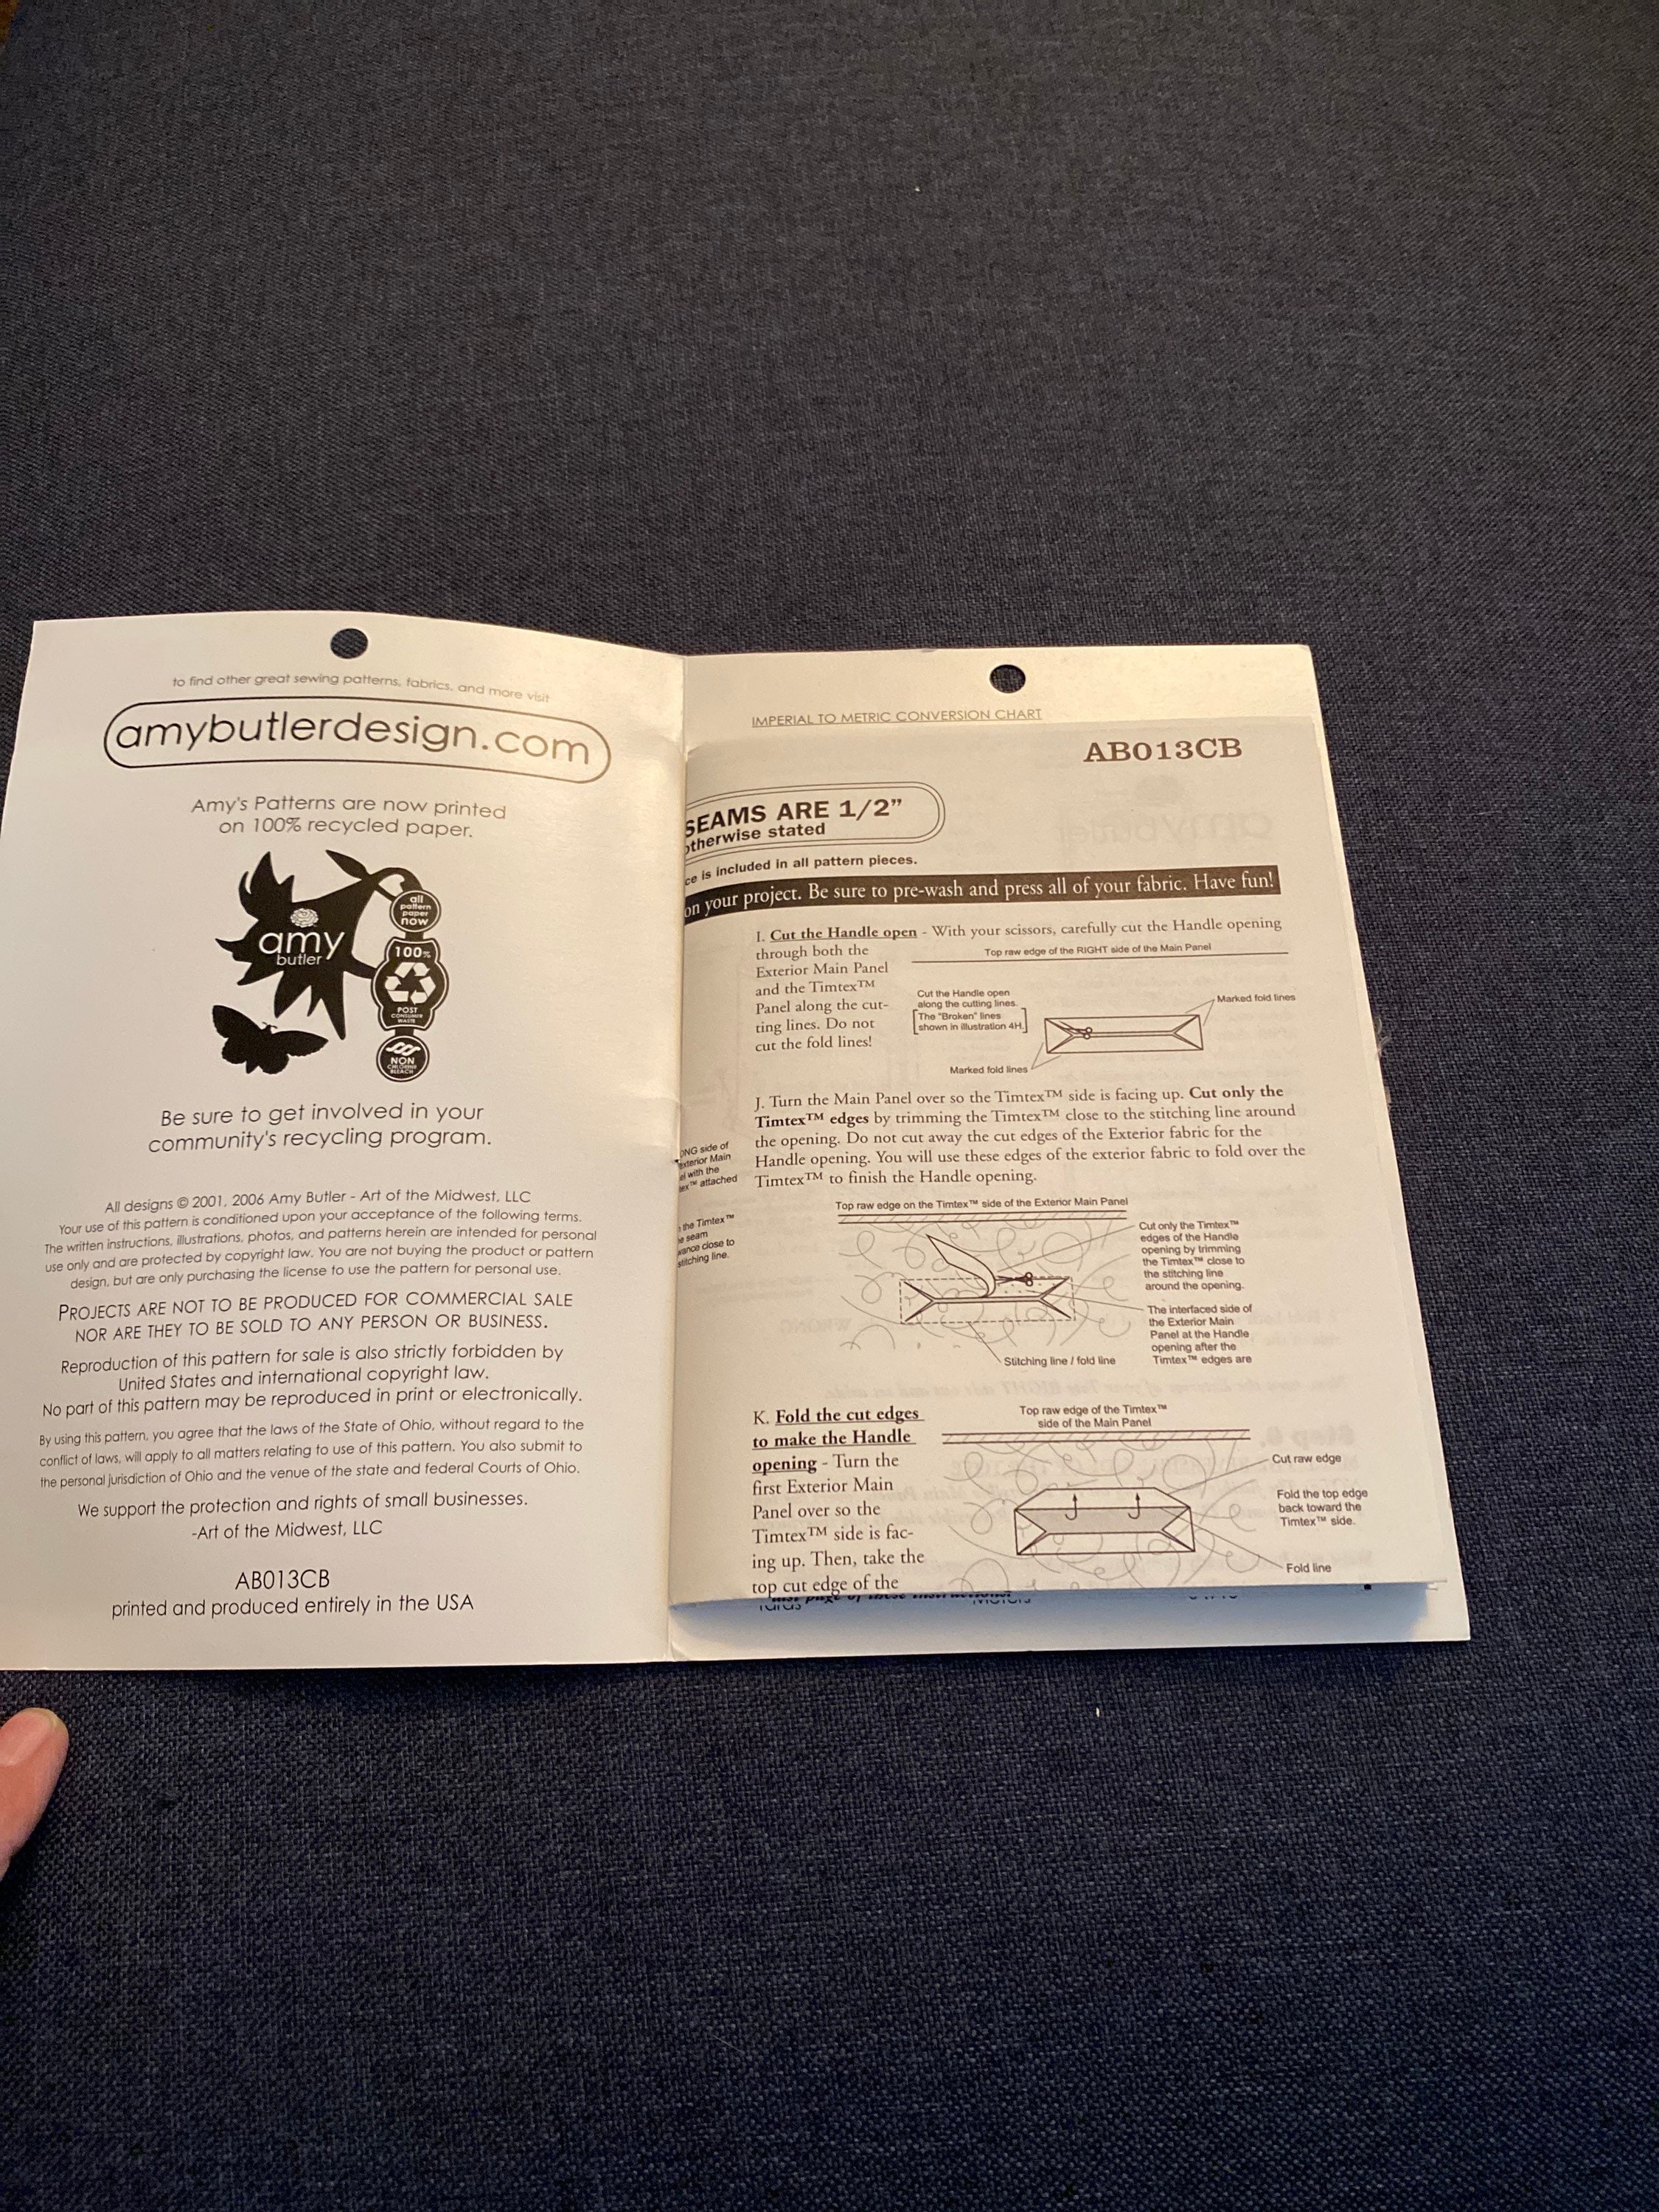 to find other great sewing patterns, fabrics, and more visit
amybutlerdesign.com
Amy's Patterns are now printed
on 100% recycled paper.
amy
butler
all
pattern
paper
now
100%
POST
CONSUMER
WASTE
NON
CHLORINE
BLEACH
Be sure to get involved in your
community's recycling program.
All designs © 2001, 2006 Amy Butler - Art of the Midwest, LLC
Your use of this pattern is conditioned upon your acceptance of the following terms.
The written instructions, illustrations, photos, and patterns herein are intended for personal
use only and are protected by copyright law. You are not buying the product or pattern
design, but are only purchasing the license to use the pattern for personal use.
PROJECTS ARE NOT TO BE PRODUCED FOR COMMERCIAL SALE
NOR ARE THEY TO BE SOLD TO ANY PERSON OR BUSINESS.
Reproduction of this pattern for sale is also strictly forbidden by
United States and international copyright law.
No part of this pattern may be reproduced in print or electronically.
By using this pattern, you agree that the laws of the State of Ohio, without regard to the
conflict of laws, will apply to all matters relating to use of this pattern. You also submit to
the personal jurisdiction of Ohio and the venue of the state and federal Courts of Ohio.
We support the protection and rights of small businesses.
-Art of the Midwest, LLC
AB013CB
printed and produced entirely in the USA
IMPERIAL TO METRIC CONVERSION CHART
AB013CB
SEAMS ARE 1/2"
otherwise stated
ce is included in all pattern pieces.
on your project. Be sure to pre-wash and press all of your fabric. Have fun!
I. Cut the Handle open - With your scissors, carefully cut the Handle opening
through both the
Exterior Main Panel
and the Timtex™
Panel along the cut-
ting lines. Do not
cut the fold lines!
Top raw edge of the RIGHT side of the Main Panel
Cut the Handle open
along the cutting lines.
The "Broken" lines
shown in illustration 4H.
Marked fold lines
Marked fold lines
J. Turn the Main Panel over so the Timtex™ side is facing up. Cut only the
Timtex™ edges by trimming the Timtex™ close to the stitching line around
the opening. Do not cut away the cut edges of the Exterior fabric for the
Handle opening. You will use these edges of the exterior fabric to fold over the
Timtex™ to finish the Handle opening.
ONG side of
xterior Main
el with the
tex™ attached
the Timtex™
e seam
wance close to
stitching line.
Top raw edge on the Timtex™ side of the Exterior Main Panel
Cut only the Timtex™
edges of the Handle
opening by trimming
the Timtex™ close to
the stitching line
around the opening.
The interfaced side of
the Exterior Main
Panel at the Handle
opening after the
Timtex™ edges are
Stitching line / fold line
K. Fold the cut edges
to make the Handle
opening - Turn the
first Exterior Main
Panel over so the
Timtex™ side is fac-
ing up. Then, take the
top cut edge of the
Top raw edge of the Timtex™
side of the Main Panel
Cut raw edge
Fold the top edge
back toward the
Timtex™ side.
Fold line